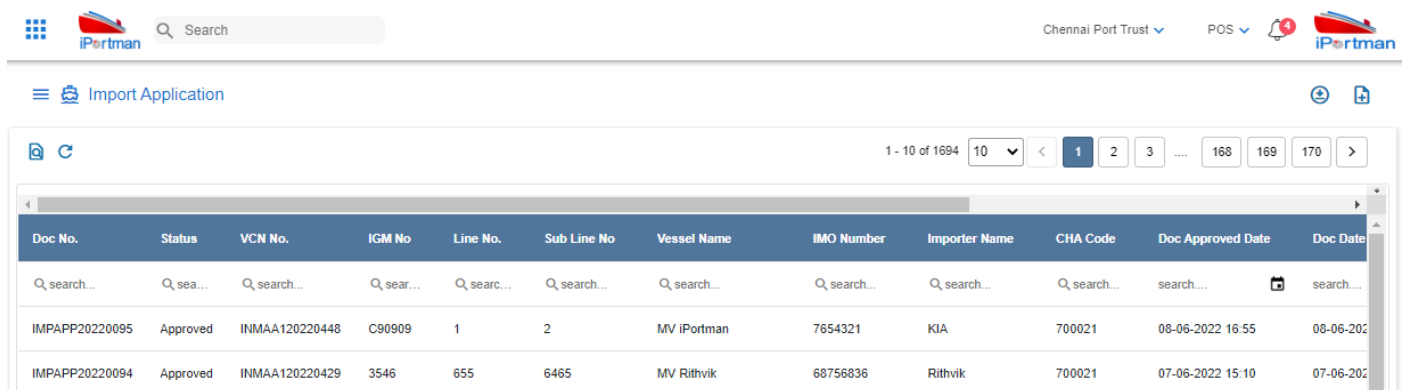 iPortman Search Chennai Port Trust POS 4 iPortman
Import Application
1 - 10 of 1694 10 < 1 2 3 .... 168 169 170 >
Doc No. Status VCN No. IGM No Line No. Sub Line No Vessel Name IMO Number Importer Name CHA Code Doc Approved Date Doc Date
search... sea... search... sear... searc... search... search... search... search... search... search.... search....
IMPAPP20220095 Approved INMAA120220448 C90909 1 2 MV iPortman 7654321 KIA 700021 08-06-2022 16:55 08-06-202
IMPAPP20220094 Approved INMAA120220429 3546 655 6465 MV Rithvik 68756836 Rithvik 700021 07-06-2022 15:10 07-06-202